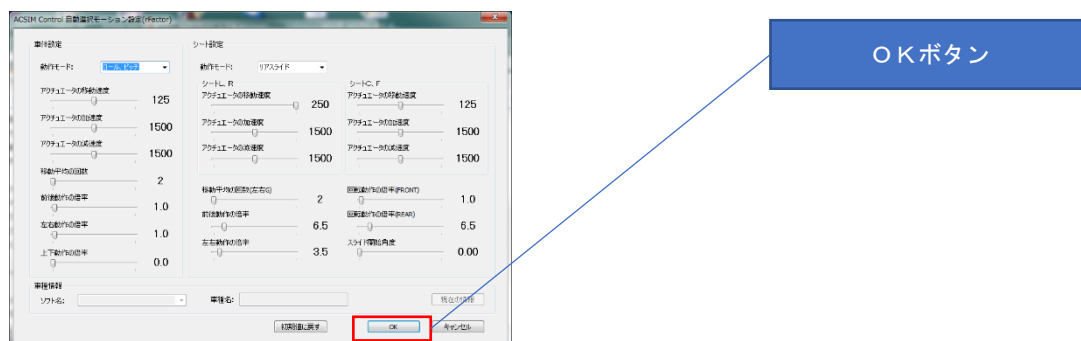 ACSIM Control 自動選択モーション設定(rFactor)
車体設定
動作モード: ロール、ピッチ
アクチュエータの移動速度
125
アクチュエータの加速度
1500
アクチュエータの減速度
1500
移動平均の回数
2
前後動作の倍率
1.0
左右動作の倍率
1.0
上下動作の倍率
0.0
シート設定
動作モード: リアスライド
シートL, R
アクチュエータの移動速度
250
アクチュエータの加速度
1500
アクチュエータの減速度
1500
シートC, F
アクチュエータの移動速度
125
アクチュエータの加速度
1500
アクチュエータの減速度
1500
移動平均の回数(左右G)
2
前後動作の倍率
6.5
左右動作の倍率
3.5
回転動作の倍率(FRONT)
1.0
回転動作の倍率(REAR)
6.5
スライド開始角度
0.00
車種情報
ソフト名:
車種名:
現在の情報
初期値に戻す
OK
キャンセル
OKボタン